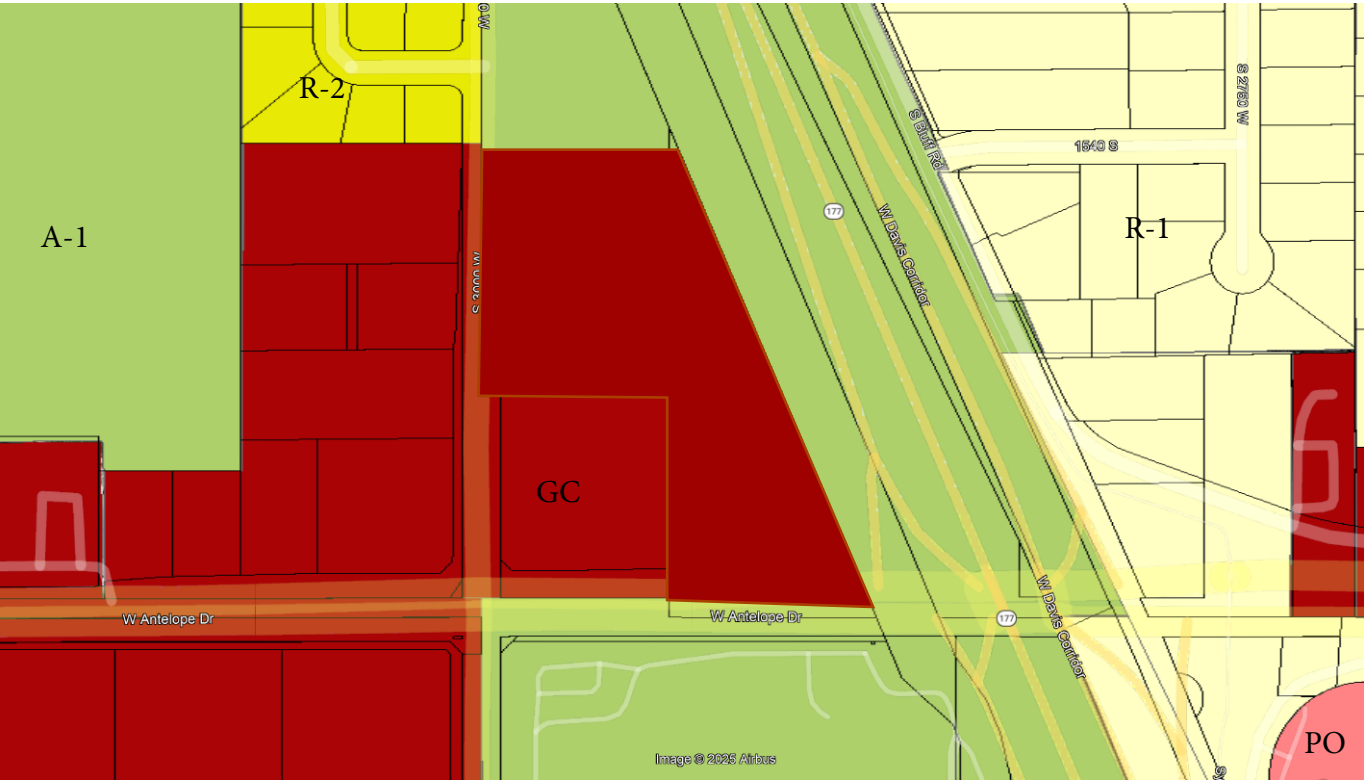 R-2
S 2750 W
S Bluff Rd
1540 S
177
A-1
R-1
W Davis Corridor
S 3000 W
GC
W Antelope Dr
W Antelope Dr
177
W Davis Corridor
PO
Image © 2025 Airbus